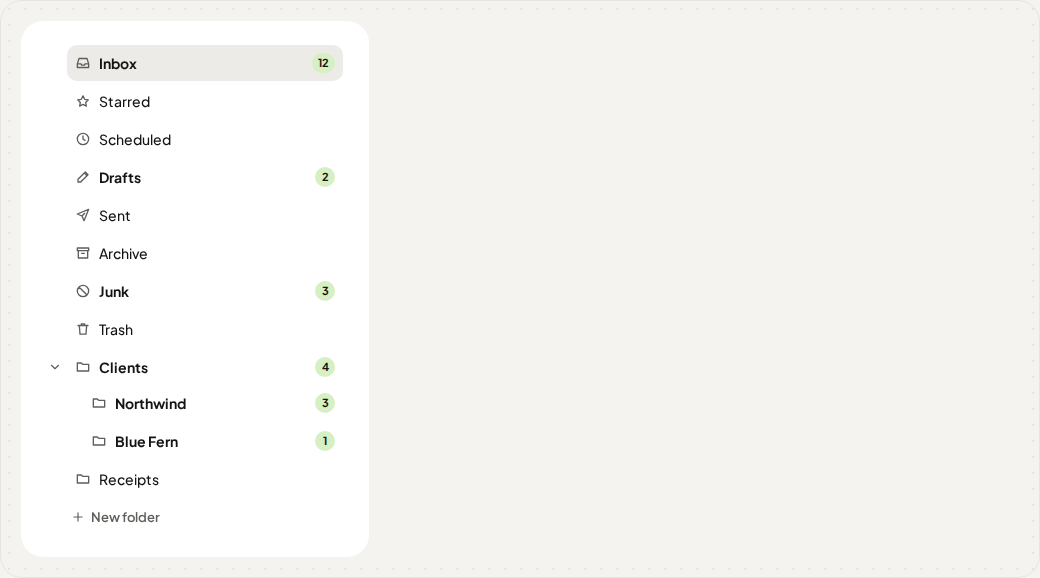 Inbox 12
Starred
Scheduled
Drafts 2
Sent
Archive
Junk 3
Trash
Clients 4
Northwind 3
Blue Fern 1
Receipts
New folder